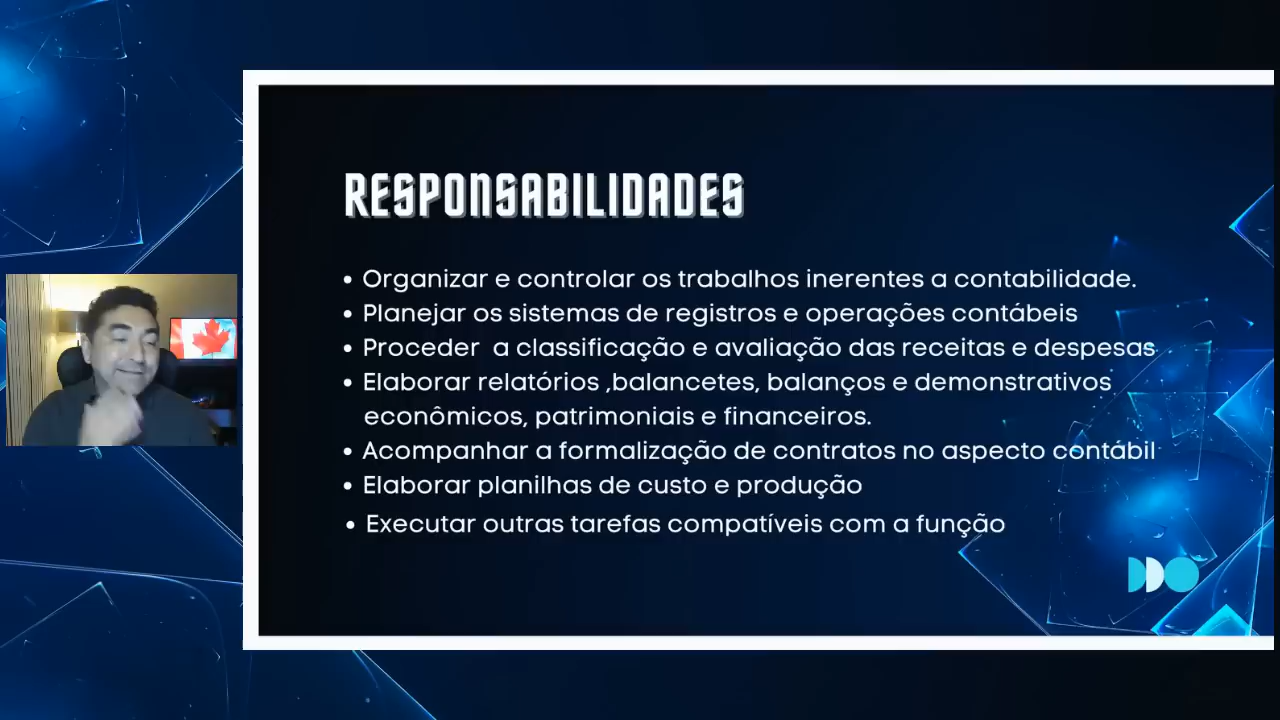 RESPONSABILIDADES
• Organizar e controlar os trabalhos inerentes a contabilidade.
• Planejar os sistemas de registros e operações contábeis
• Proceder  a classificação e avaliação das receitas e despesas
• Elaborar relatórios ,balancetes, balanços e demonstrativos
econômicos, patrimoniais e financeiros.
• Acompanhar a formalização de contratos no aspecto contábil
• Elaborar planilhas de custo e produção
• Executar outras tarefas compatíveis com a função